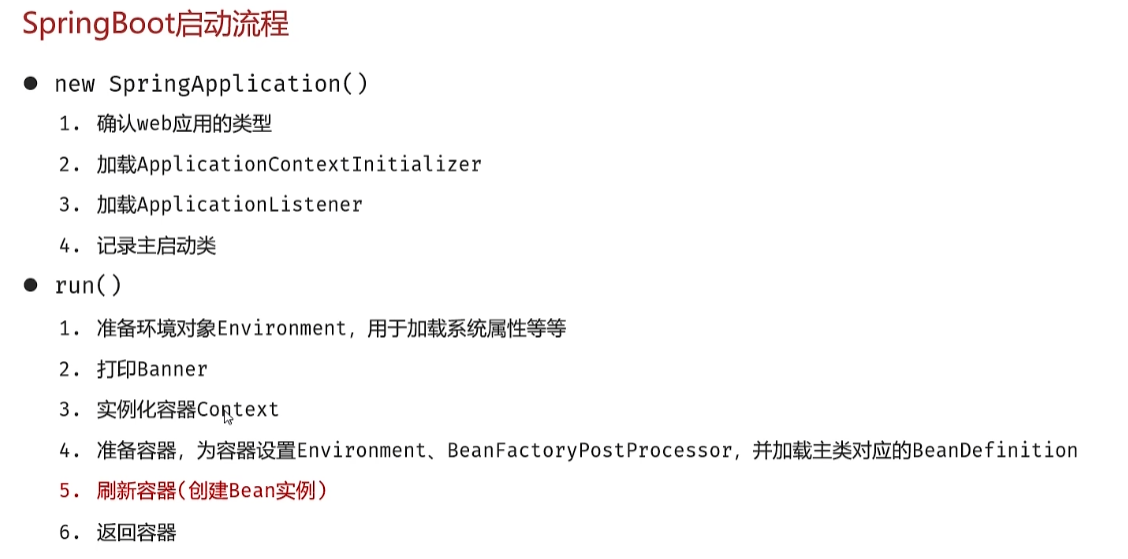 SpringBoot启动流程
● new SpringApplication()
1. 确认web应用的类型
2. 加载ApplicationContextInitializer
3. 加载ApplicationListener
4. 记录主启动类
● run()
1. 准备环境对象Environment，用于加载系统属性等等
2. 打印Banner
3. 实例化容器Context
4. 准备容器，为容器设置Environment、BeanFactoryPostProcessor，并加载主类对应的BeanDefinition
5. 刷新容器(创建Bean实例)
6. 返回容器